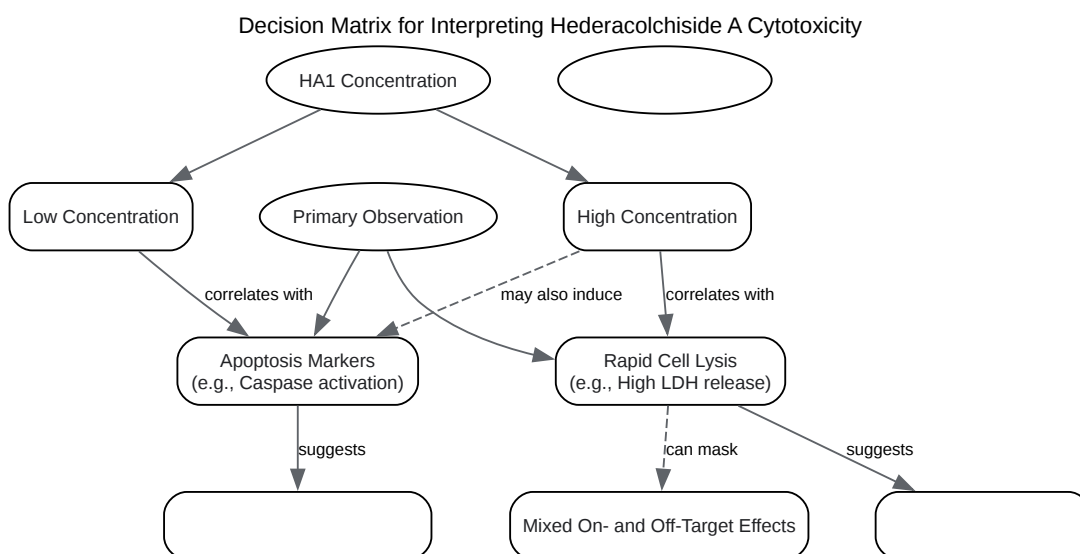 Decision Matrix for Interpreting Hederacolchiside A Cytotoxicity
HA1 Concentration
Low Concentration
Primary Observation
High Concentration
correlates with
may also induce
correlates with
Apoptosis Markers
(e.g., Caspase activation)
Rapid Cell Lysis
(e.g., High LDH release)
suggests
can mask
suggests
Mixed On- and Off-Target Effects